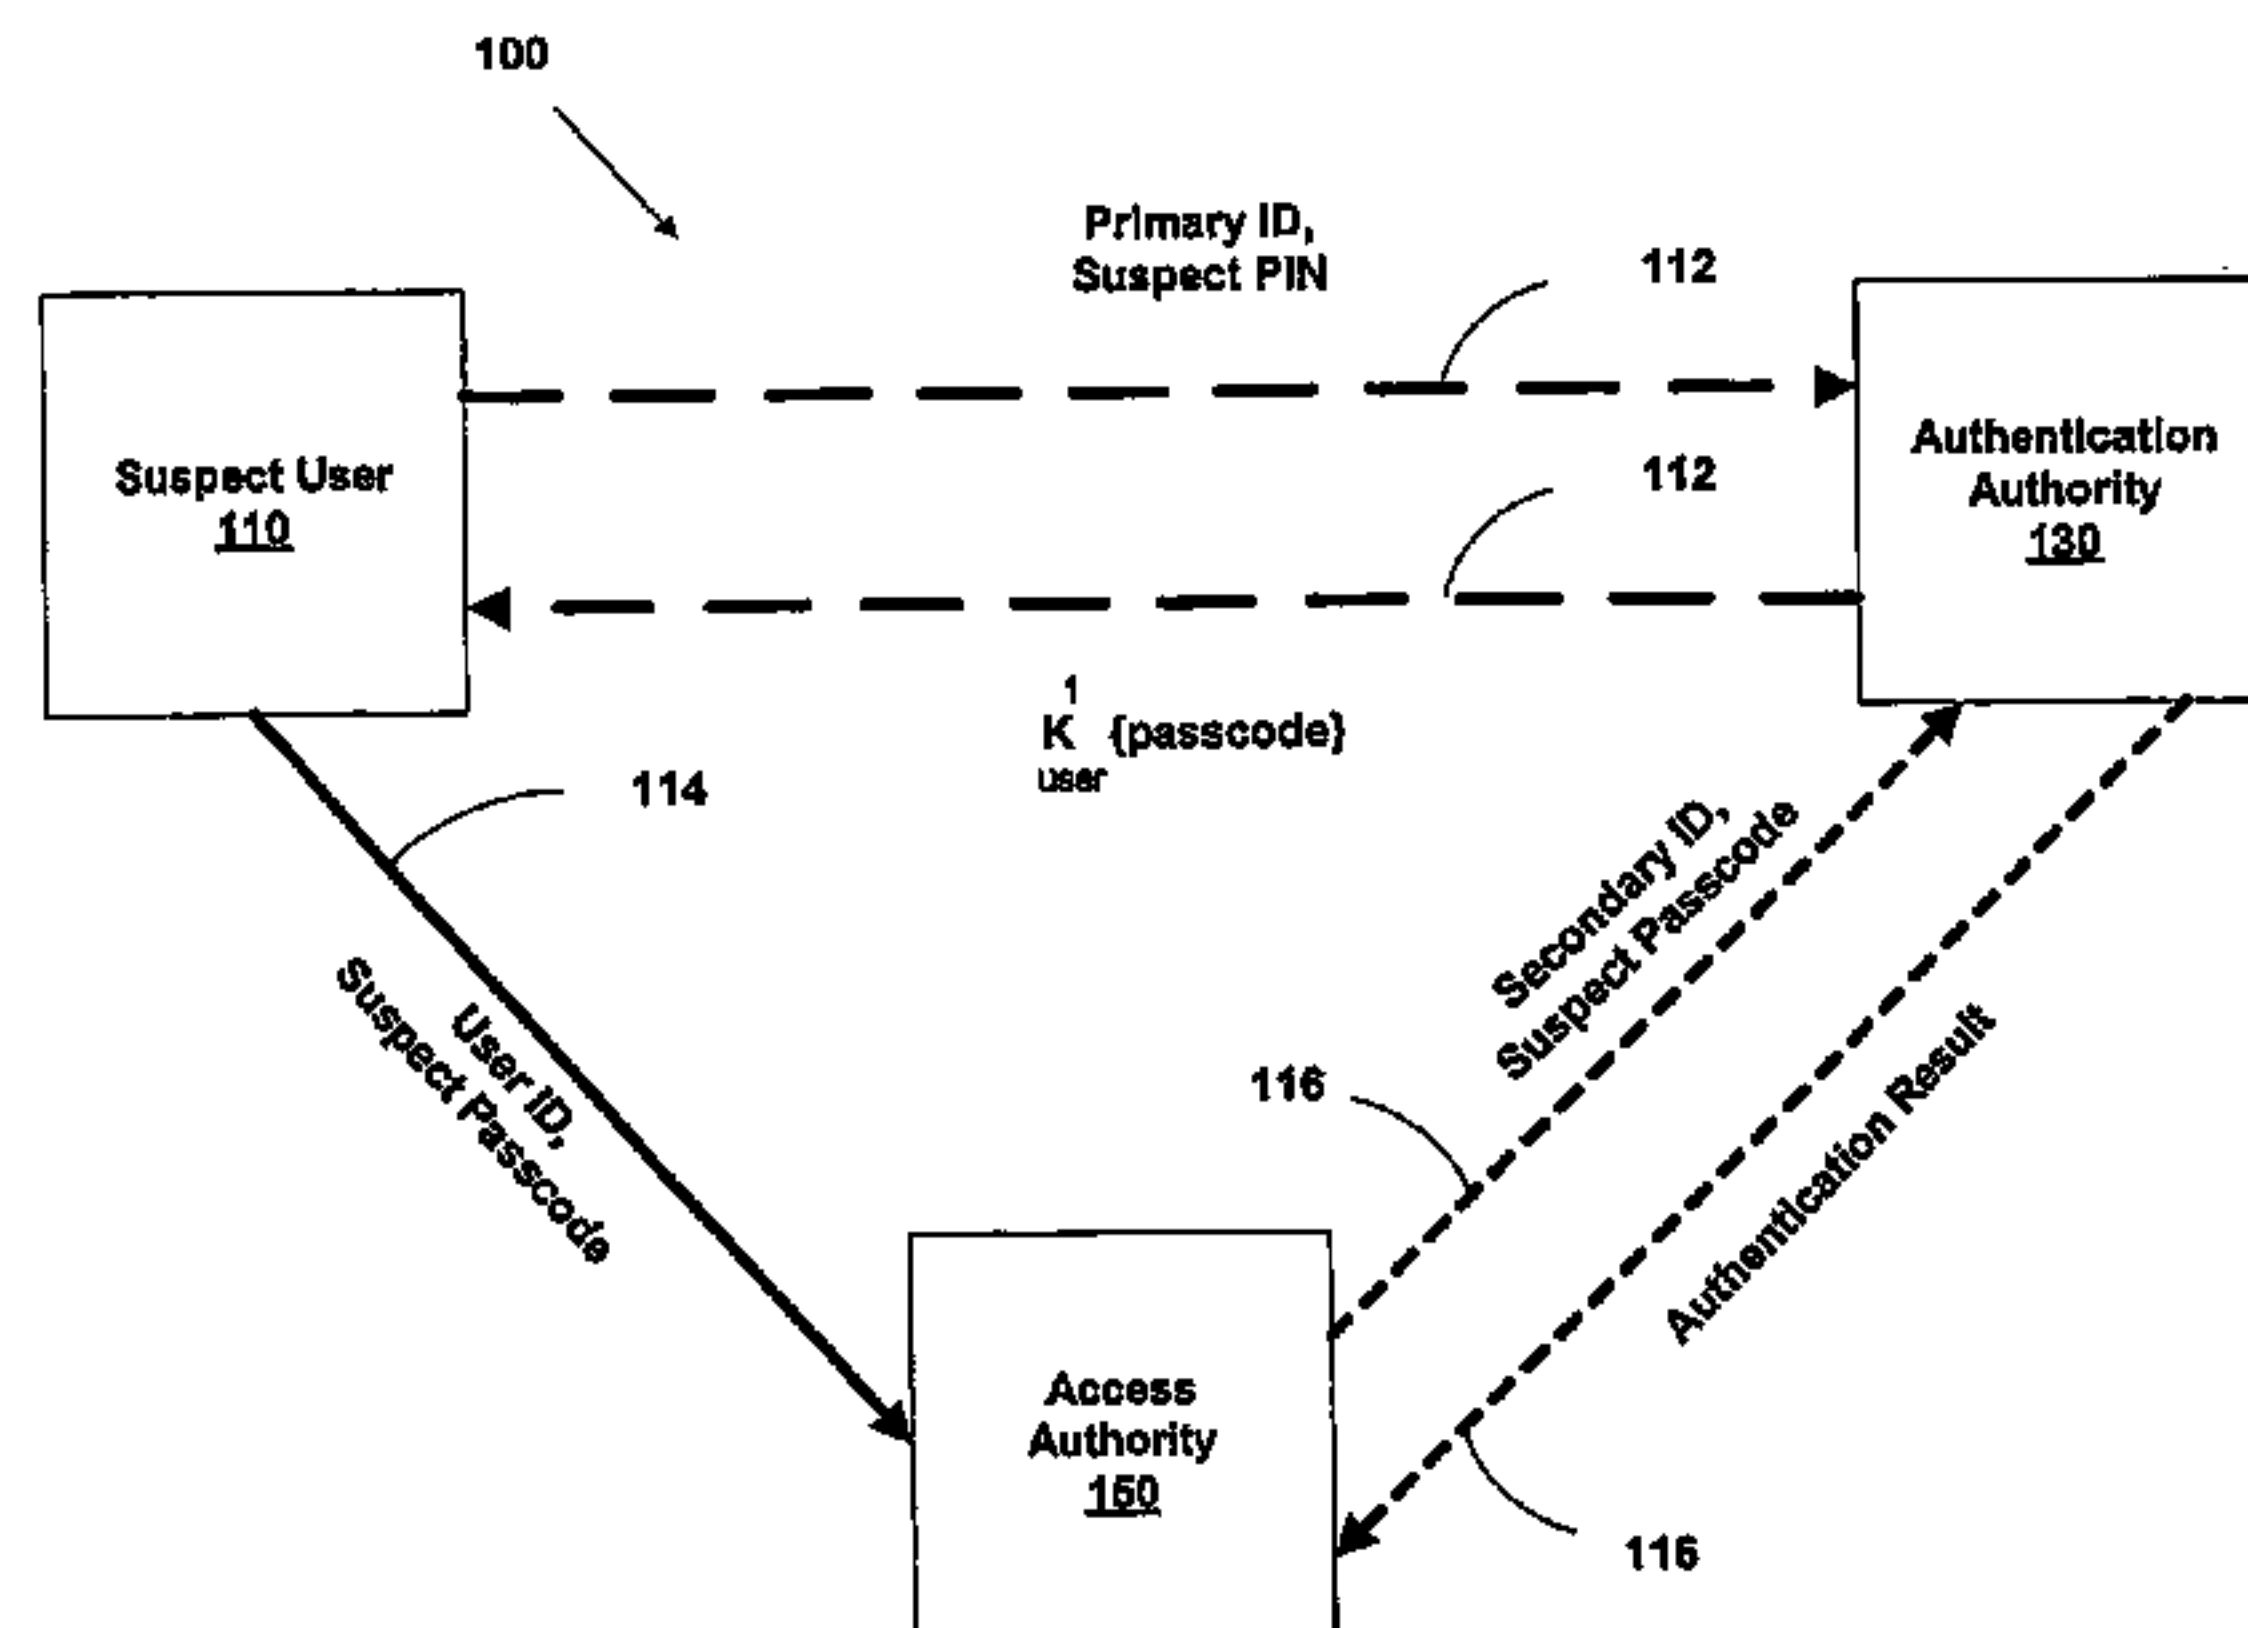 100
Primary ID,
Suspect PIN
112
Suspect User
110
Authentication
Authority
130
112
1
K {passcode}
user
114
Secondary ID,
Suspect Passcode
User ID,
Suspect Passcode
116
Authentication Result
Access
Authority
150
116